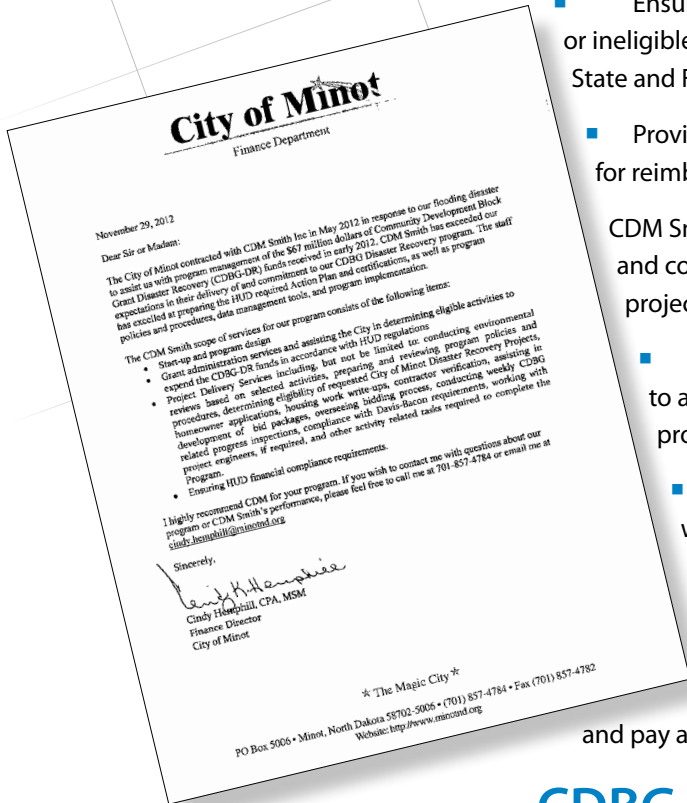 City of Minot
Finance Department
November 29, 2012
Dear Sir or Madam:
The City of Minot contracted with CDM Smith Inc in May 2012 in response to our flooding disaster
to assist us with program management of the $67 million dollars of Community Development Block
Grant Disaster Recovery (CDBG-DR) funds received in early 2012. CDM Smith has exceeded our
expectations in their delivery of and commitment to our CDBG Disaster Recovery program. The staff
has excelled at preparing the HUD required Action Plan and certifications, as well as program
policies and procedures, data management tools, and program implementation.
The CDM Smith scope of services for our program consists of the following items:
• Start-up and program design
• Grant administration services and assisting the City in determining eligible activities to
expend the CDBG-DR funds in accordance with HUD regulations
• Project Delivery Services including, but not be limited to: conducting environmental
reviews based on selected activities, preparing and reviewing program policies and
procedures, determining eligibility of requested City of Minot Disaster Recovery Projects,
homeowner applications, housing work write-ups, contractor verification, assisting in
development of bid packages, overseeing bidding process, conducting weekly CDBG
related progress inspections, compliance with Davis-Bacon requirements, working with
project engineers, if required, and other activity related tasks required to complete the
Program.
• Ensuring HUD financial compliance requirements.
I highly recommend CDM for your program. If you wish to contact me with questions about our
program or CDM Smith's performance, please feel free to call me at 701-857-4784 or email me at
cindy.hemphill@minotnd.org
Sincerely,
Cindy K Hemphill
Cindy Hemphill, CPA, MSM
Finance Director
City of Minot
☆ The Magic City ☆
PO Box 5006 • Minot, North Dakota 58702-5006 • (701) 857-4784 • Fax (701) 857-4782
Website: http://www.minotnd.org
or ineligible
State and
Provi
for reimb
CDM Sm
and co
projec
to a
pro
and pay a
CDBG